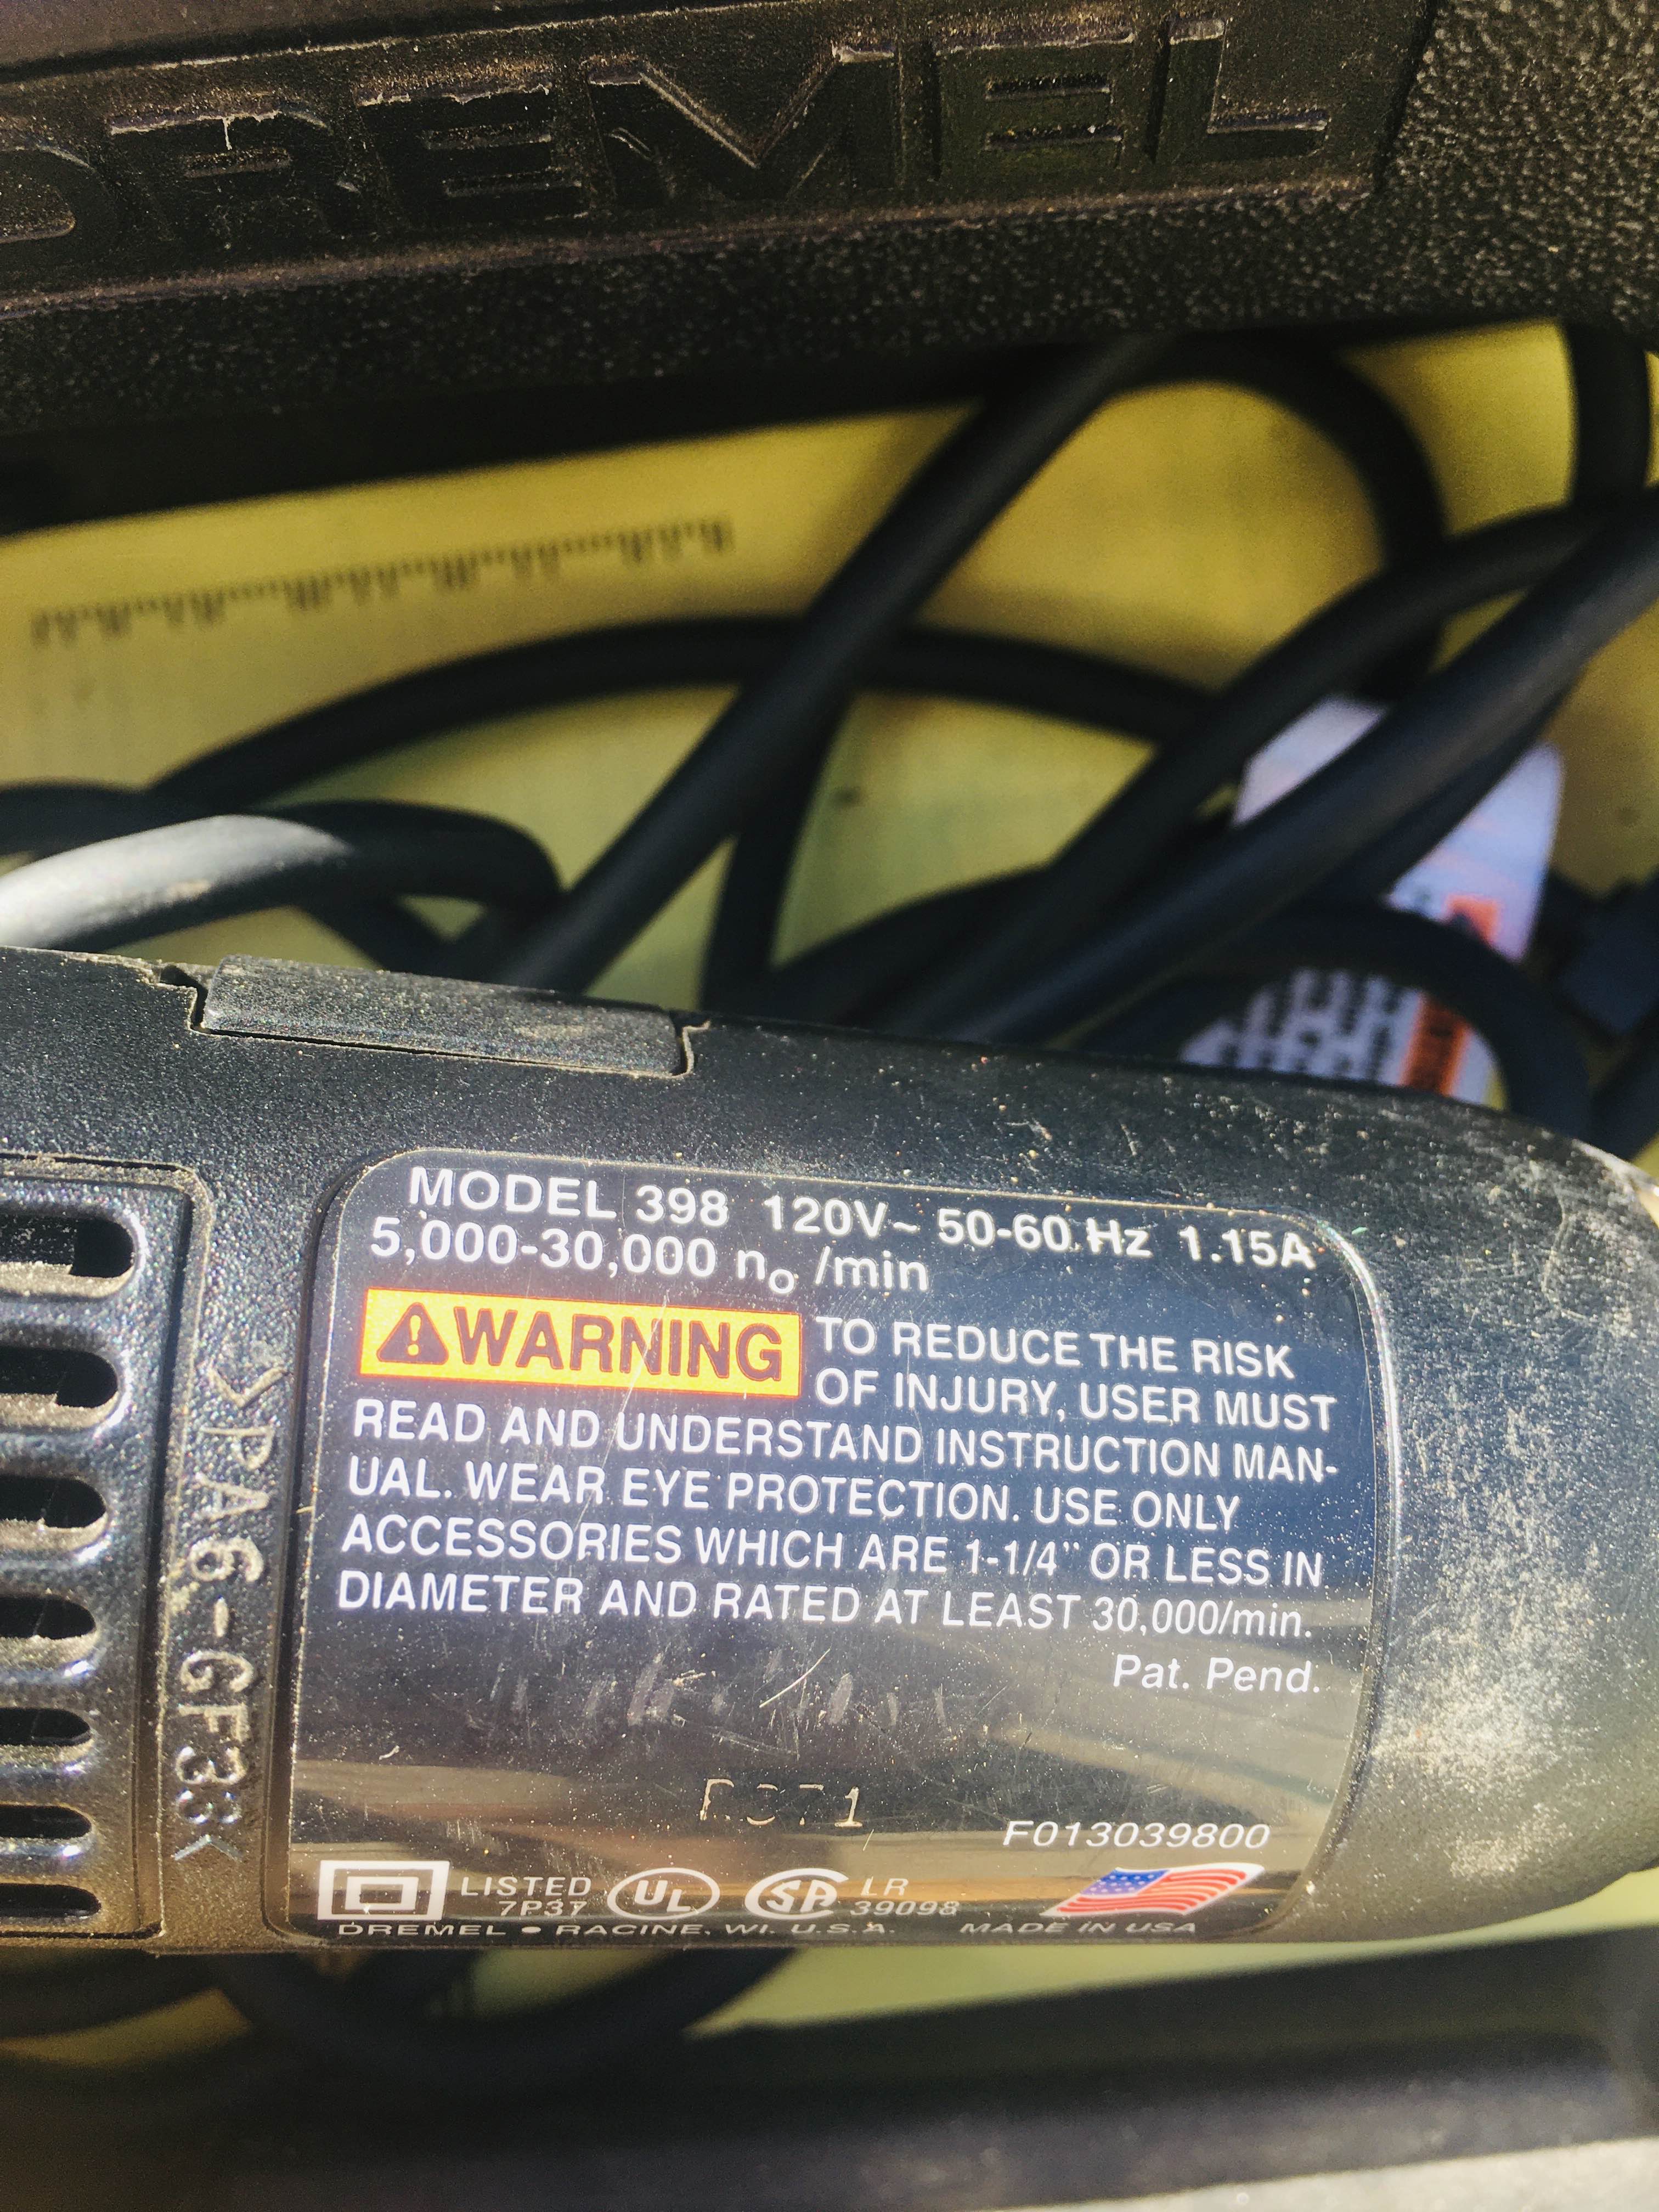 DREMEL
MODEL 398 120V~ 50-60 Hz 1.15A
5,000-30,000 no /min
WARNING TO REDUCE THE RISK
OF INJURY, USER MUST
READ AND UNDERSTAND INSTRUCTION MAN-
UAL. WEAR EYE PROTECTION. USE ONLY
ACCESSORIES WHICH ARE 1-1/4" OR LESS IN
DIAMETER AND RATED AT LEAST 30,000/min.
Pat. Pend.
F013039800
LISTED
7P37
UL
SA
LR
39098
DREMEL • RACINE, WI. U.S.A. MADE IN USA
>PA6-GF33<